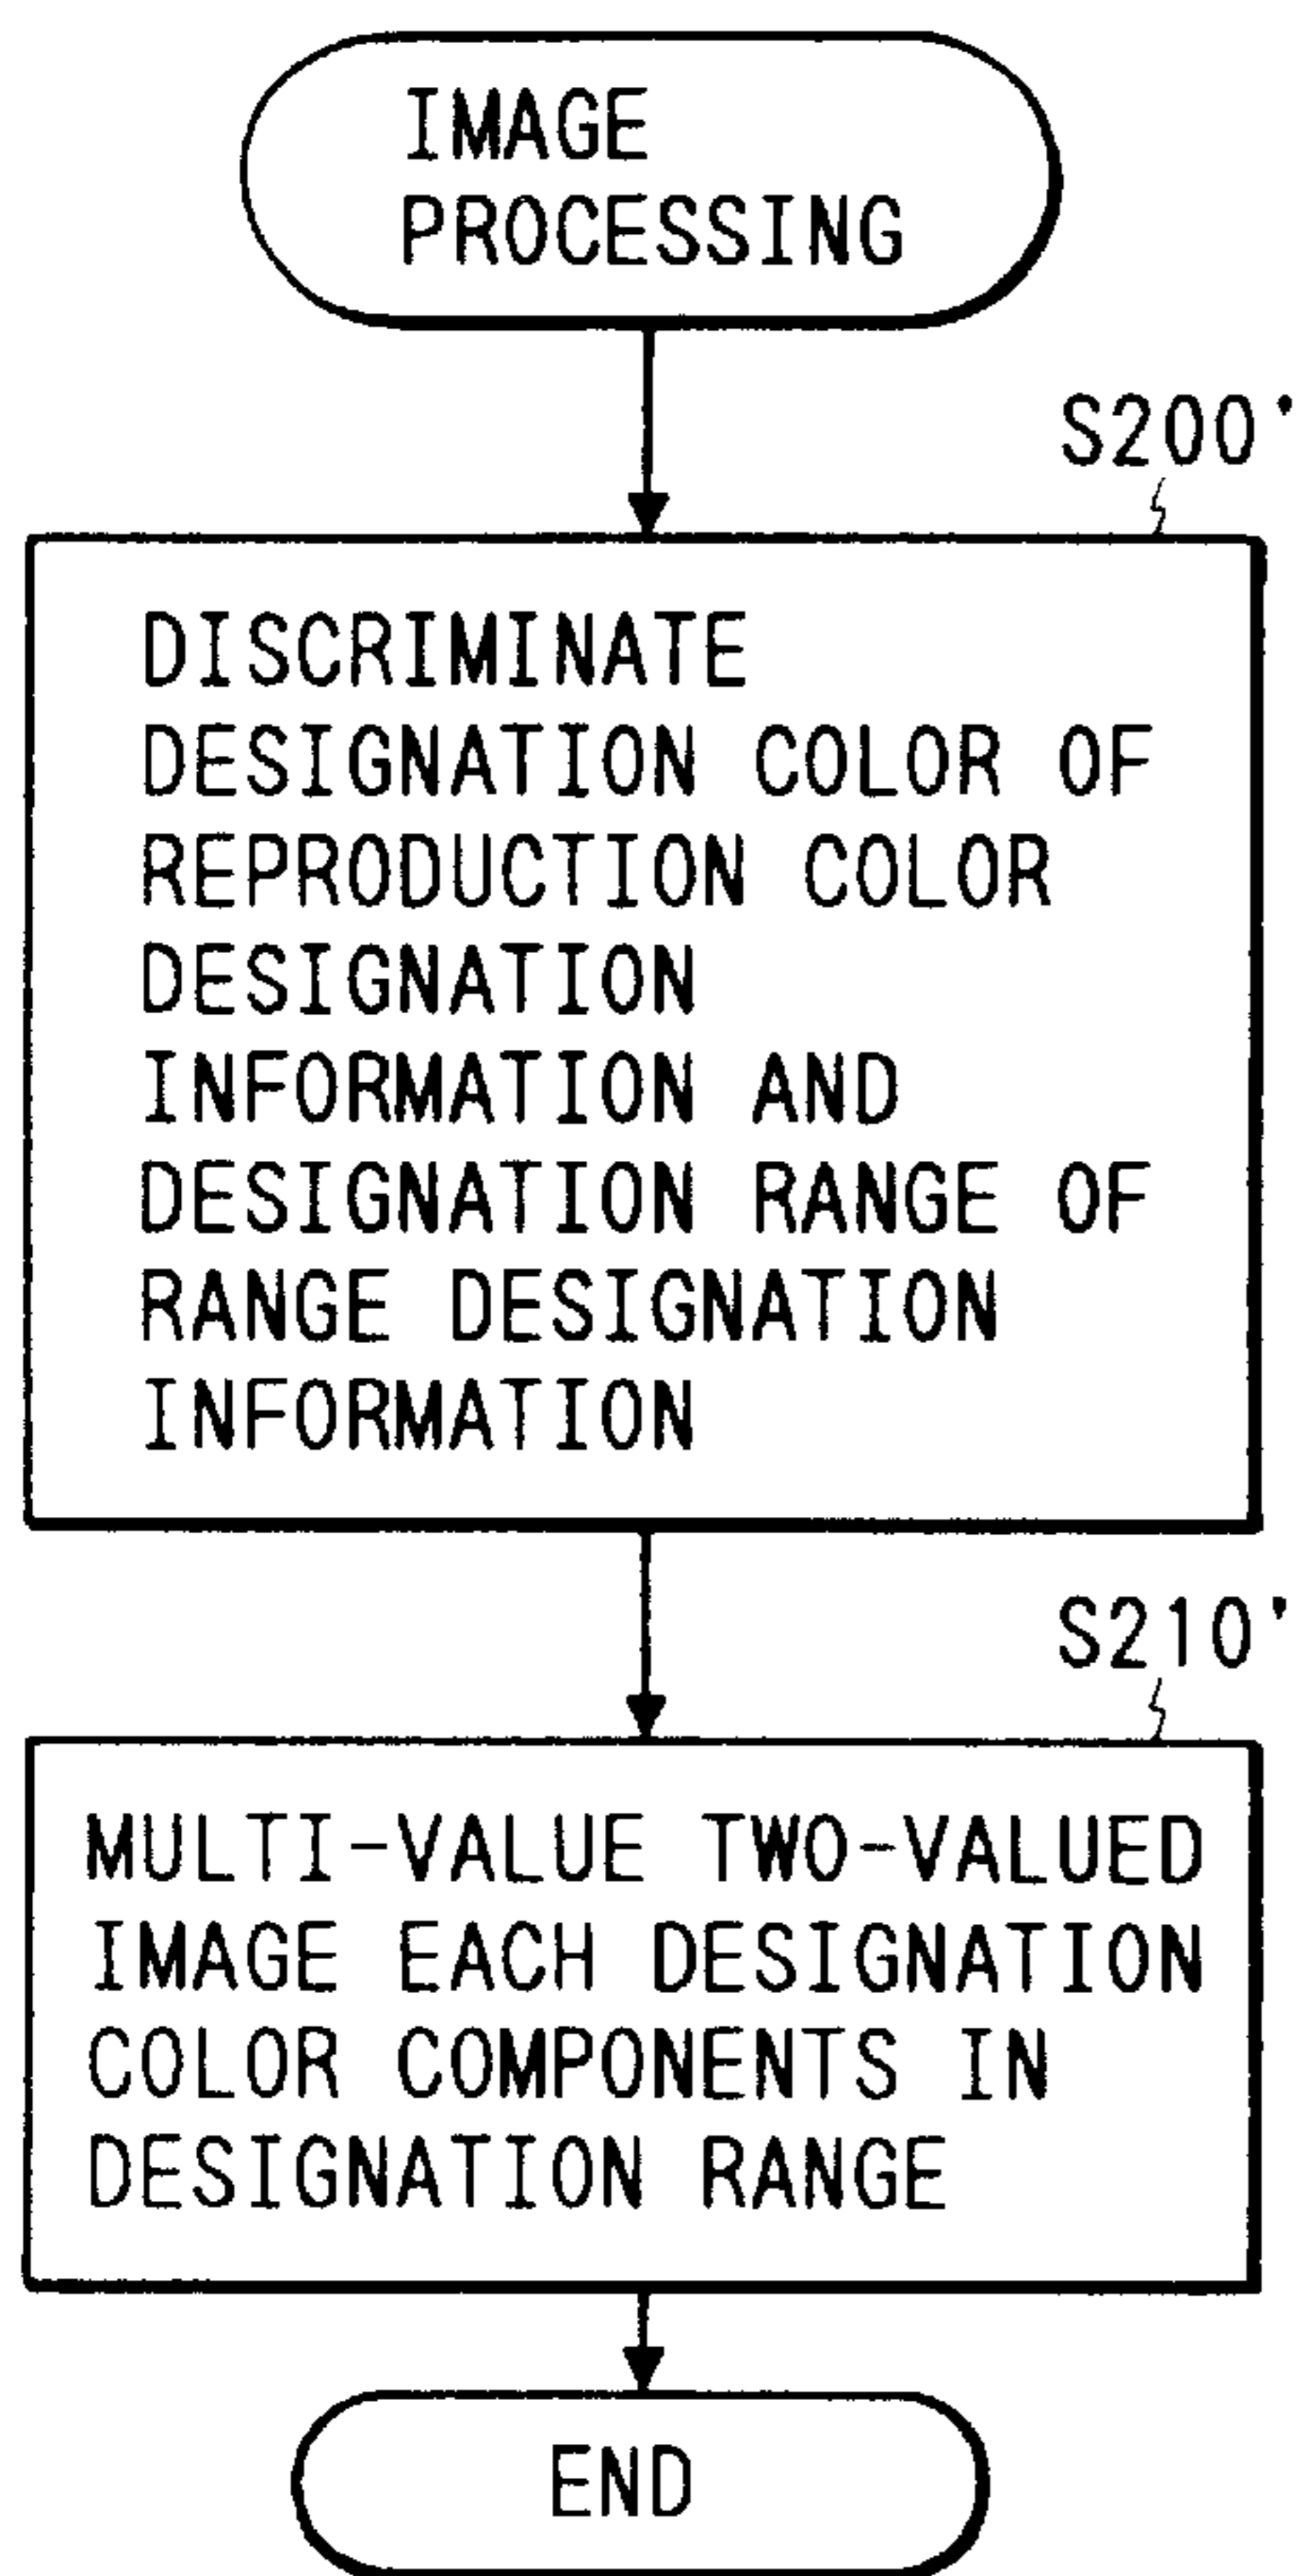 IMAGE
PROCESSING
S200'
DISCRIMINATE
DESIGNATION COLOR OF
REPRODUCTION COLOR
DESIGNATION
INFORMATION AND
DESIGNATION RANGE OF
RANGE DESIGNATION
INFORMATION
S210'
MULTI-VALUE TWO-VALUED
IMAGE EACH DESIGNATION
COLOR COMPONENTS IN
DESIGNATION RANGE
END